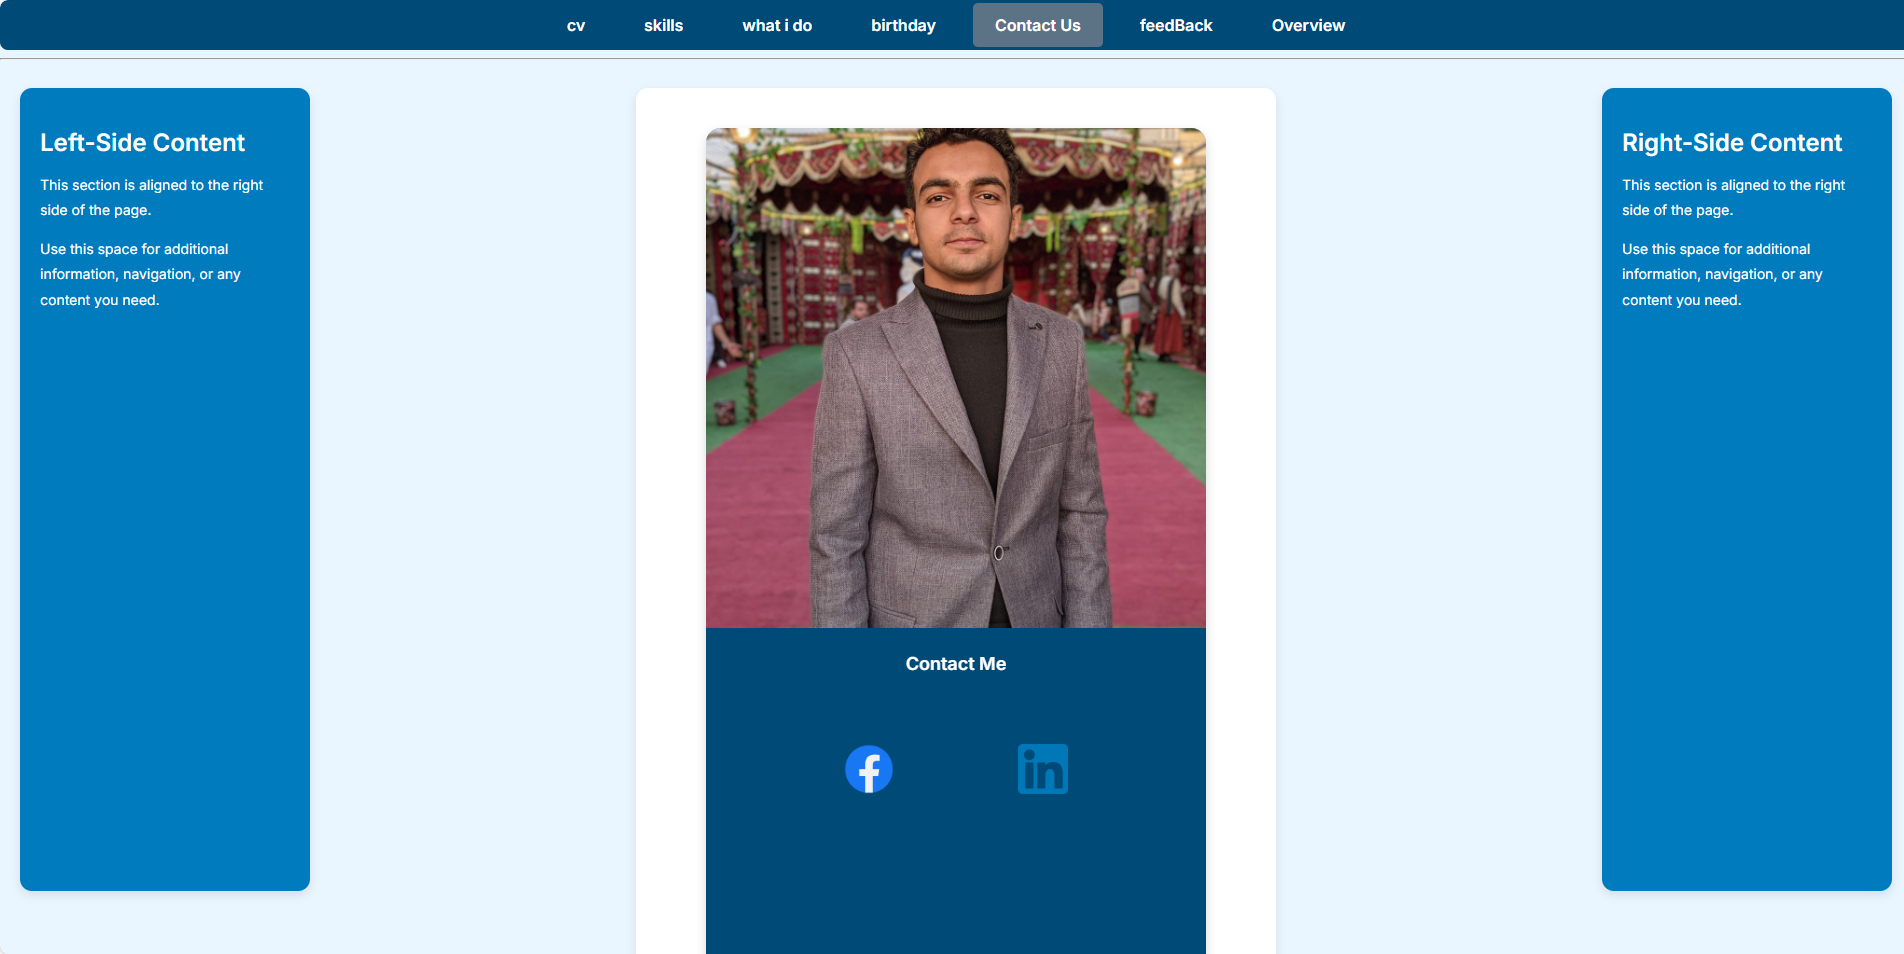 cv skills what i do birthday Contact Us feedBack Overview
Left-Side Content
This section is aligned to the right
side of the page.
Use this space for additional
information, navigation, or any
content you need.
Contact Me
Right-Side Content
This section is aligned to the right
side of the page.
Use this space for additional
information, navigation, or any
content you need.